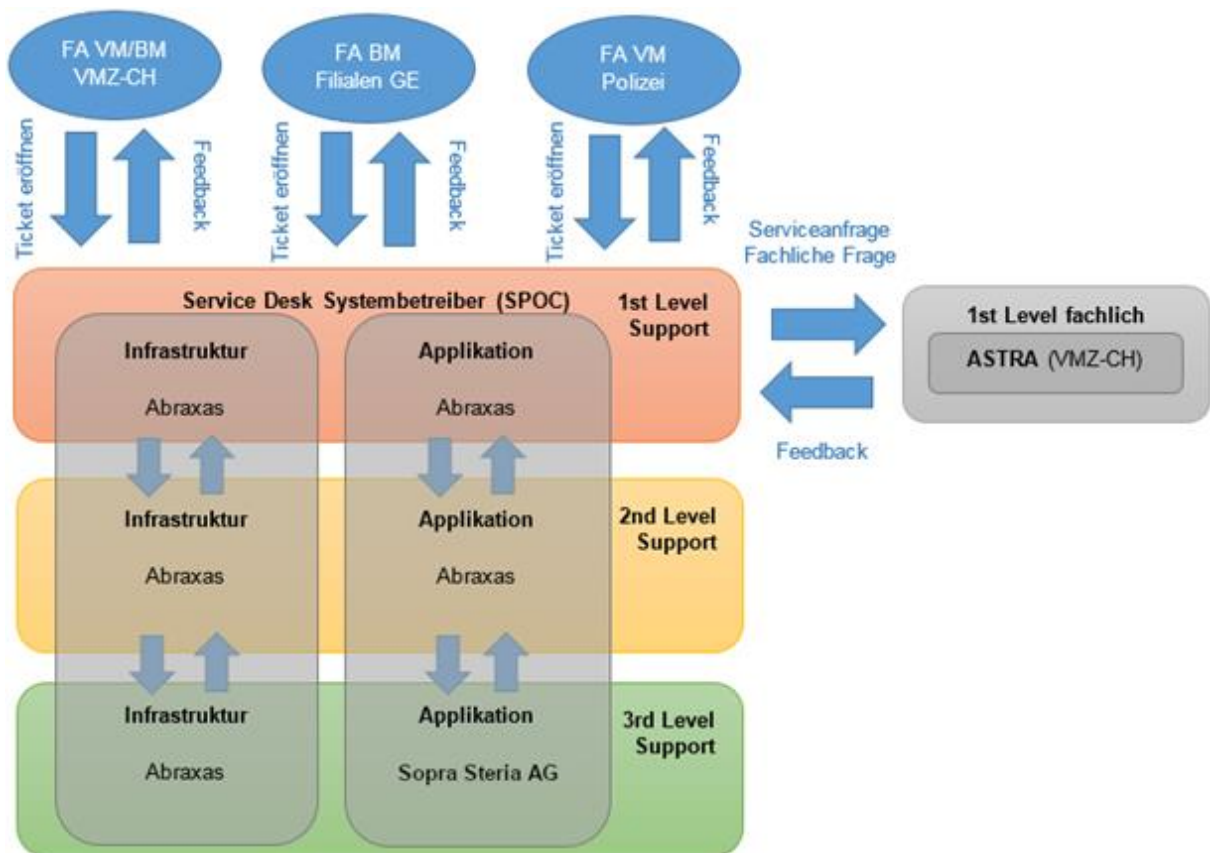 FA VM/BM
VMZ-CH
FA BM
Filialen GE
FA VM
Polizei
Ticket eröffnen
Feedback
Ticket eröffnen
Feedback
Ticket eröffnen
Feedback
Serviceanfrage
Fachliche Frage
Service Desk Systembetreiber (SPOC)
1st Level
Support
Infrastruktur
Abraxas
Applikation
Abraxas
1st Level fachlich
ASTRA (VMZ-CH)
Feedback
2nd Level
Support
Infrastruktur
Abraxas
Applikation
Abraxas
3rd Level
Support
Infrastruktur
Abraxas
Applikation
Sopra Steria AG